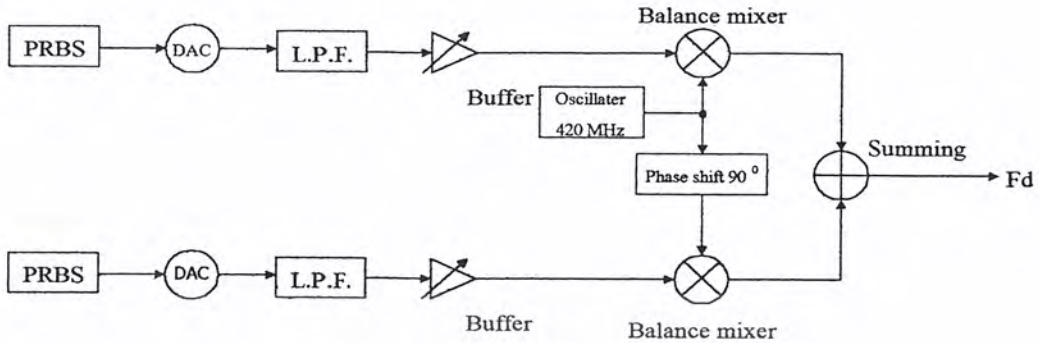 Balance mixer
PRBS
DAC
L.P.F.
Buffer
Oscillater
420 MHz
Phase shift 90 °
Summing
Fd
PRBS
DAC
L.P.F.
Buffer
Balance mixer